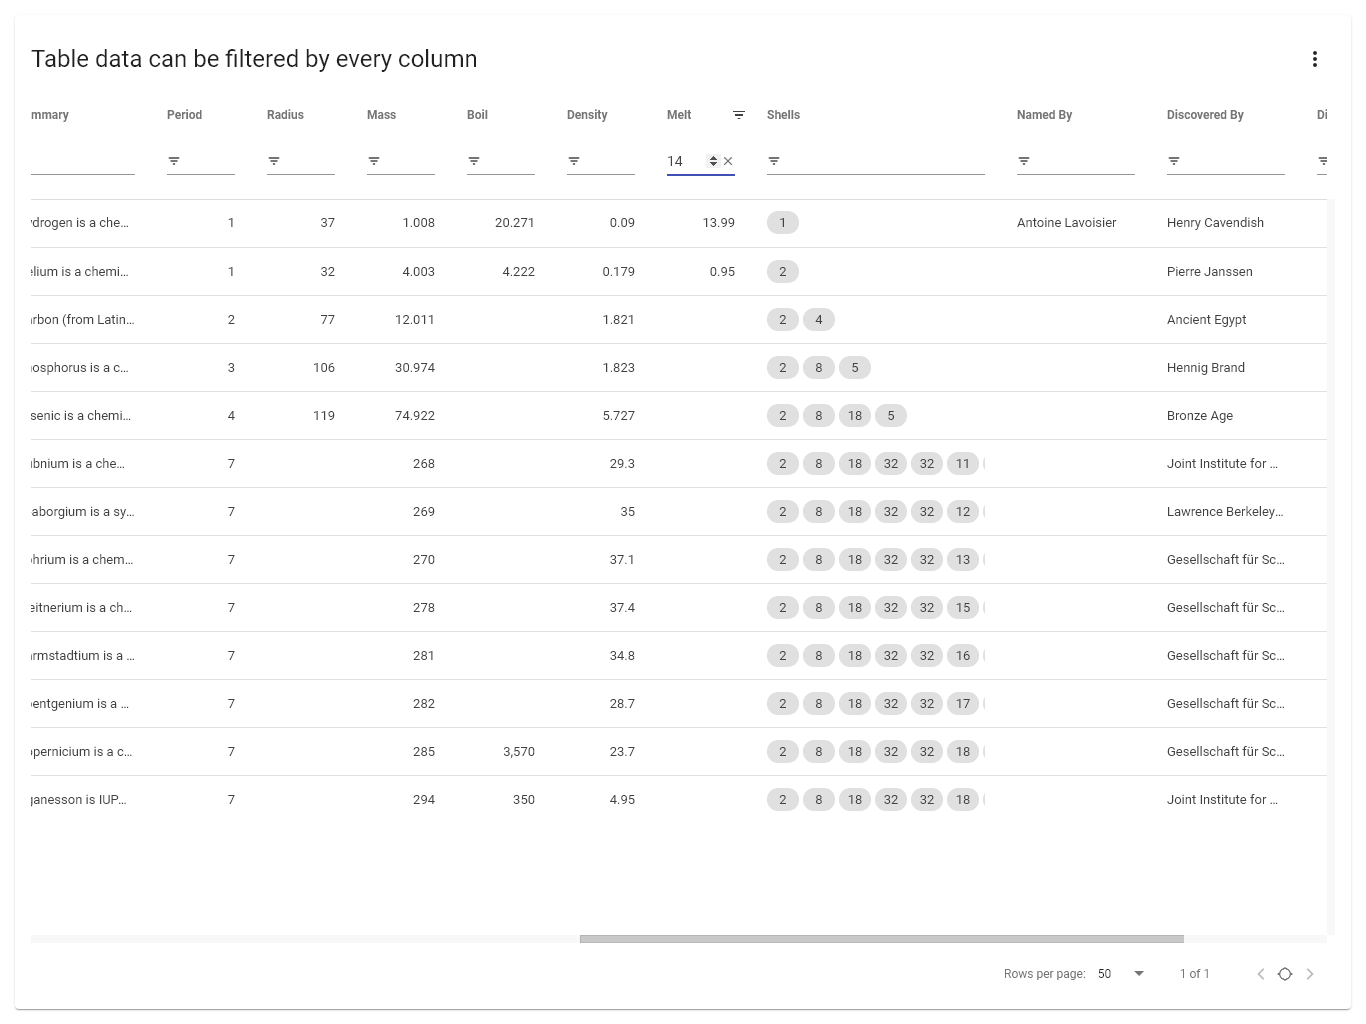 Table data can be filtered by every column
mmary Period Radius Mass Boil Density Melt Shells Named By Discovered By Di
14
drogen is a che… 1 37 1.008 20.271 0.09 13.99 1 Antoine Lavoisier Henry Cavendish
elium is a chemi… 1 32 4.003 4.222 0.179 0.95 2 Pierre Janssen
rbon (from Latin… 2 77 12.011 1.821 2 4 Ancient Egypt
osphorus is a c… 3 106 30.974 1.823 2 8 5 Hennig Brand
senic is a chemi… 4 119 74.922 5.727 2 8 18 5 Bronze Age
bnium is a che… 7 268 29.3 2 8 18 32 32 11 Joint Institute for …
aborgium is a sy… 7 269 35 2 8 18 32 32 12 Lawrence Berkeley…
hrium is a chem… 7 270 37.1 2 8 18 32 32 13 Gesellschaft für Sc…
eitnerium is a ch… 7 278 37.4 2 8 18 32 32 15 Gesellschaft für Sc…
rmstadtium is a … 7 281 34.8 2 8 18 32 32 16 Gesellschaft für Sc…
entgenium is a … 7 282 28.7 2 8 18 32 32 17 Gesellschaft für Sc…
pernicium is a c… 7 285 3,570 23.7 2 8 18 32 32 18 Gesellschaft für Sc…
ganesson is IUP… 7 294 350 4.95 2 8 18 32 32 18 Joint Institute for …
Rows per page: 50 1 of 1